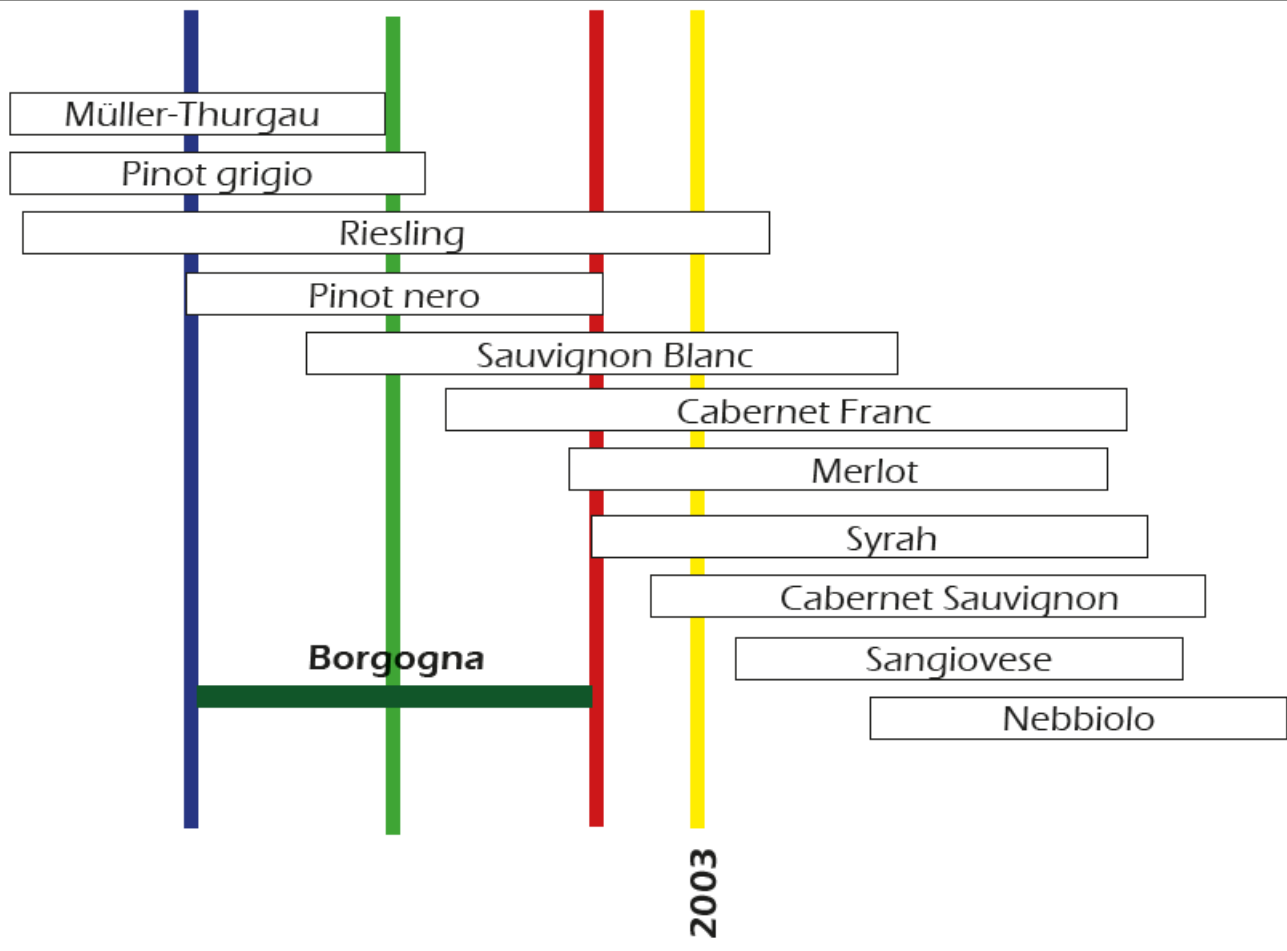 Müller-Thurgau
Pinot grigio
Riesling
Pinot nero
Sauvignon Blanc
Cabernet Franc
Merlot
Syrah
Cabernet Sauvignon
Borgogna
Sangiovese
Nebbiolo
2003